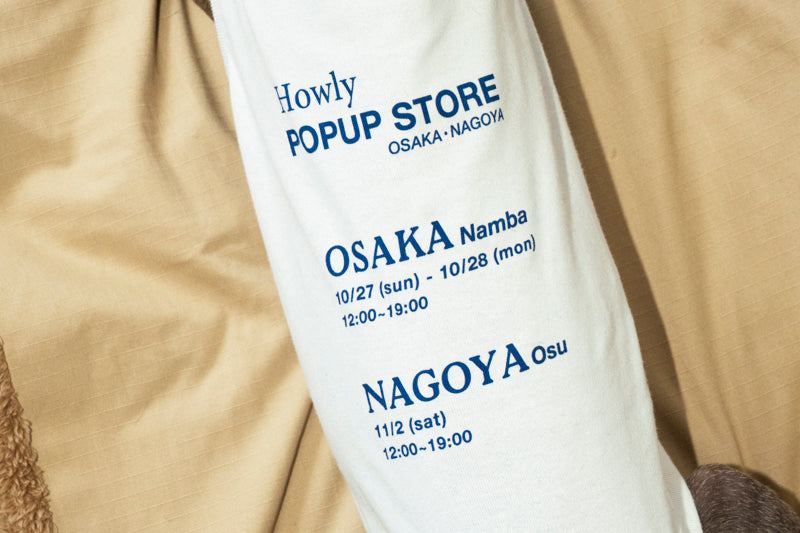 Howly
POPUP STORE
OSAKA・NAGOYA
OSAKA Namba
10/27 (sun) - 10/28 (mon)
12:00~19:00
NAGOYA Osu
11/2 (sat)
12:00~19:00